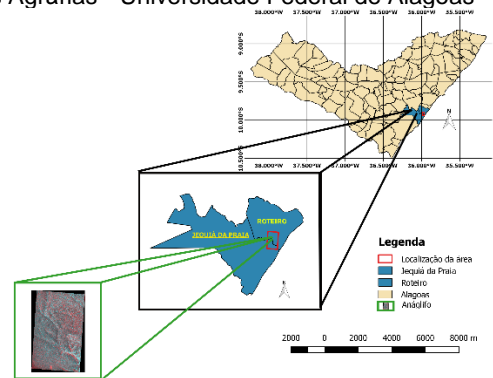 Agrárias - Universidade Federal de Alagoas
38.000°W 37.500°W 37.000°W 36.500°W 36.000°W 35.500°W
9.000°S
9.500°S
10.000°S
10.500°S
N
38.000°W 37.500°W 37.000°W 36.500°W 36.000°W 35.500°W
ROTEIRO
JEQUIÁ DA PRAIA
N
Legenda
Localização da área
Jequiá da Praia
Roteiro
Alagoas
Anáglifo
2000 0 2000 4000 6000 8000 m